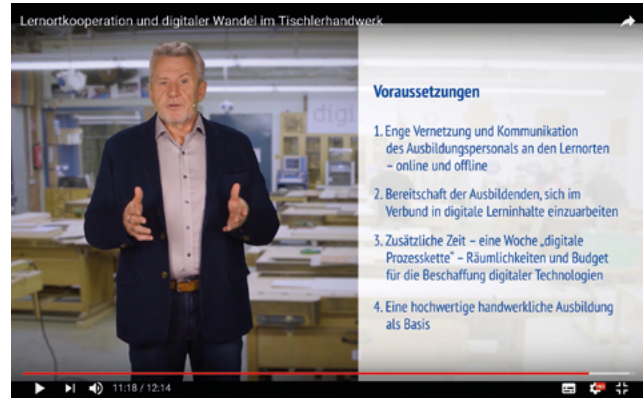 Lernortkooperation und digitaler Wandel im Tischlerhandwerk
digi
Voraussetzungen
1. Enge Vernetzung und Kommunikation
des Ausbildungspersonals an den Lernorten
– online und offline
2. Bereitschaft der Ausbildenden, sich im
Verbund in digitale Lerninhalte einzuarbeiten
3. Zusätzliche Zeit – eine Woche „digitale
Prozesskette“ – Räumlichkeiten und Budget
für die Beschaffung digitaler Technologien
4. Eine hochwertige handwerkliche Ausbildung
als Basis
11:18 / 12:14